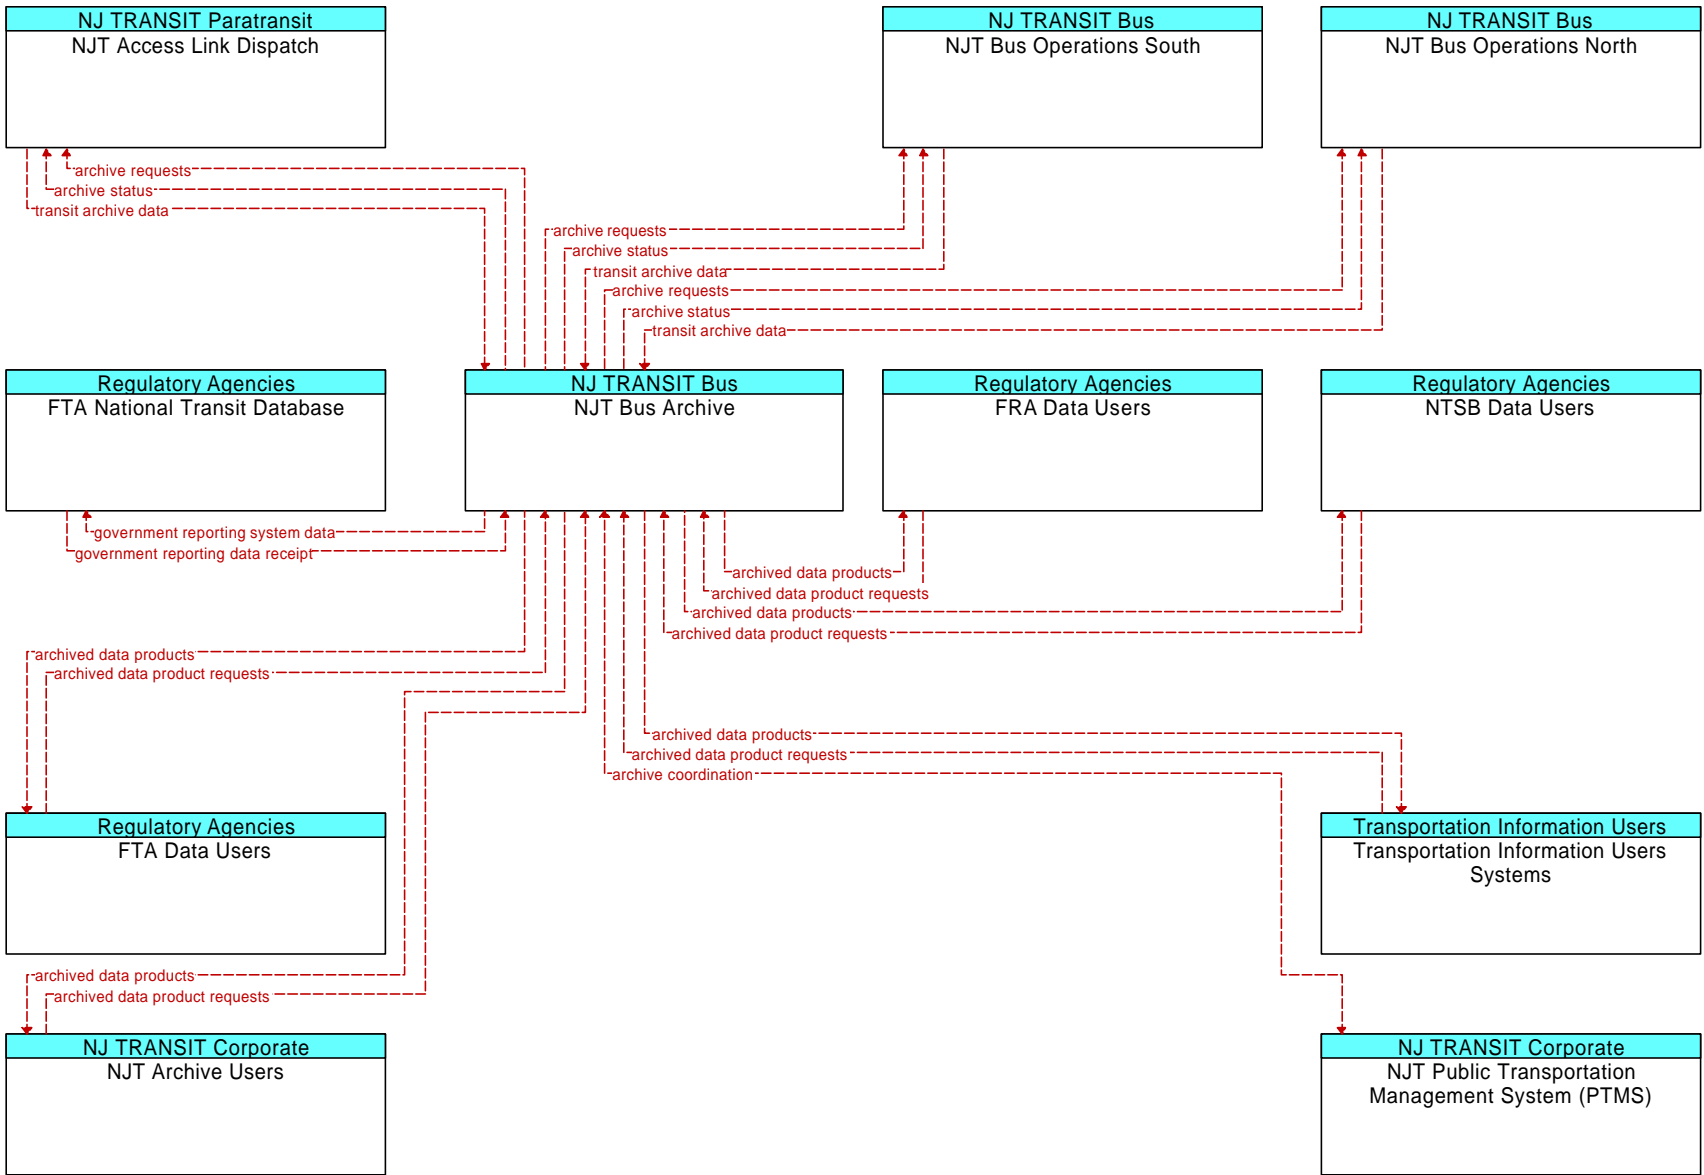 NJ TRANSIT Paratransit
NJT Access Link Dispatch
NJ TRANSIT Bus
NJT Bus Operations South
NJ TRANSIT Bus
NJT Bus Operations North
archive requests
archive status
transit archive data
archive requests
archive status
transit archive data
archive requests
archive status
transit archive data
Regulatory Agencies
FTA National Transit Database
NJ TRANSIT Bus
NJT Bus Archive
Regulatory Agencies
FRA Data Users
Regulatory Agencies
NTSB Data Users
government reporting system data
government reporting data receipt
archived data products
archived data product requests
archived data products
archived data product requests
archived data products
archived data product requests
archived data products
archived data product requests
archive coordination
Regulatory Agencies
FTA Data Users
Transportation Information Users
Transportation Information Users
Systems
archived data products
archived data product requests
NJ TRANSIT Corporate
NJT Archive Users
NJ TRANSIT Corporate
NJT Public Transportation
Management System (PTMS)